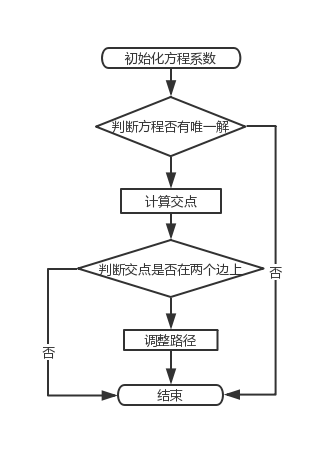 初始化方程系数
判断方程否有唯一解
计算交点
判断交点是否在两个边上
否
调整路径
否
结束